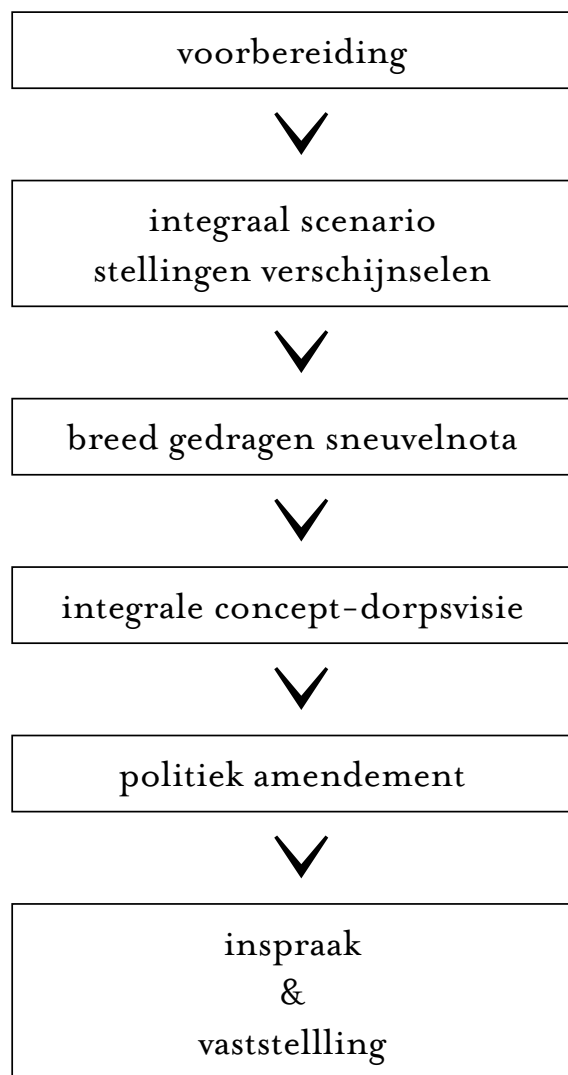 voorbereiding
integraal scenario
stellingen verschijnselen
breed gedragen sneuvelnota
integrale concept-dorpsvisie
politiek amendement
inspraak
&
vaststellling